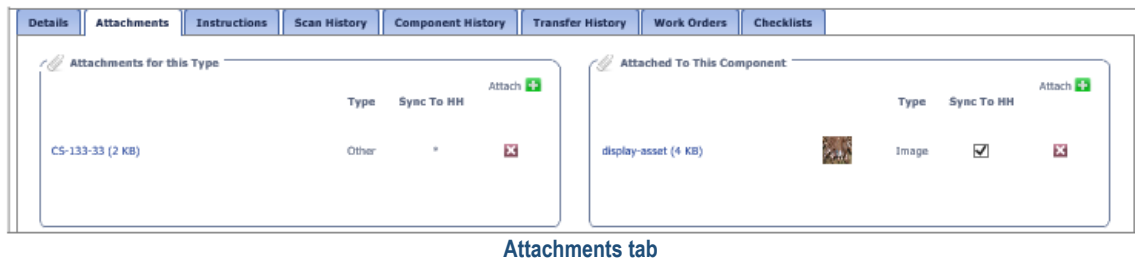 Details Attachments Instructions Scan History Component History Transfer History Work Orders Checklists
Attachments for this Type
Attach
Type Sync To HH
CS-133-33 (2 KB) Other *
Attached To This Component
Attach
Type Sync To HH
display-asset (4 KB) Image
Attachments tab